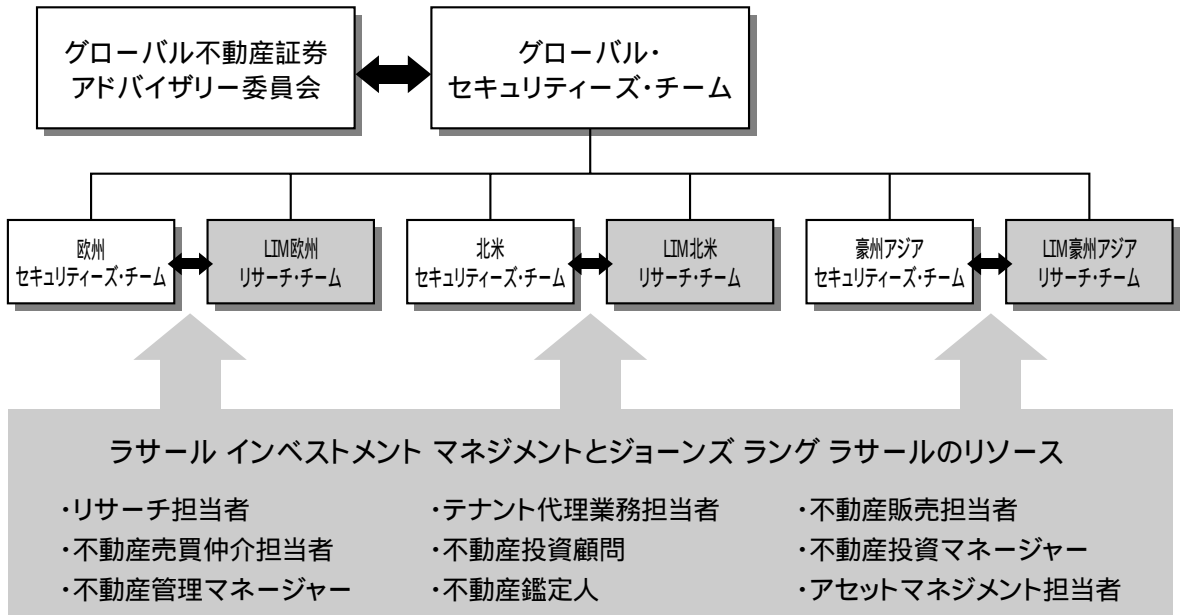 グローバル不動産証券
アドバイザリー委員会
グローバル・
セキュリティーズ・チーム
欧州
セキュリティーズ・チーム
LIM欧州
リサーチ・チーム
北米
セキュリティーズ・チーム
LIM北米
リサーチ・チーム
豪州アジア
セキュリティーズ・チーム
LIM豪州アジア
リサーチ・チーム
ラサール インベストメント マネジメントとジョーンズ ラング ラサールのリソース
・リサーチ担当者
・不動産売買仲介担当者
・不動産管理マネージャー
・テナント代理業務担当者
・不動産投資顧問
・不動産鑑定人
・不動産販売担当者
・不動産投資マネージャー
・アセットマネジメント担当者